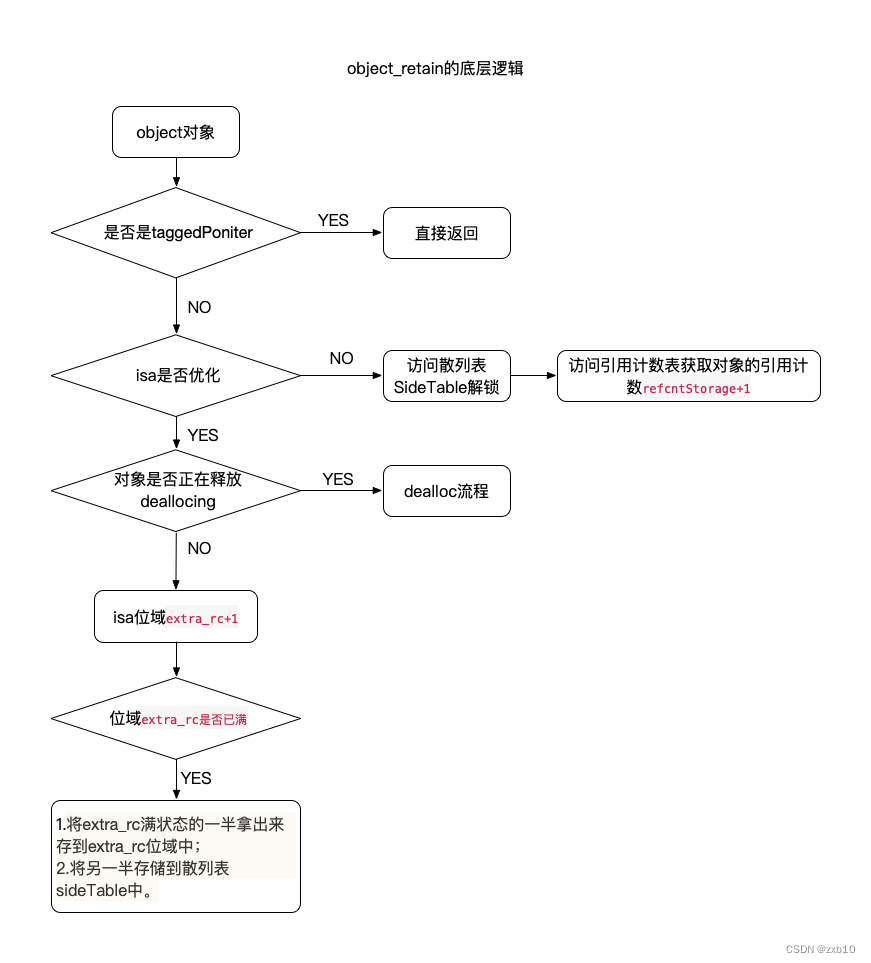 object_retain的底层逻辑
object对象
是否是taggedPoniter
YES
直接返回
NO
isa是否优化
NO
访问散列表
SideTable解锁
访问引用计数表获取对象的引用计
数refcntStorage+1
YES
对象是否正在释放
deallocing
YES
dealloc流程
NO
isa位域extra_rc+1
位域extra_rc是否已满
YES
1.将extra_rc满状态的一半拿出来
存到extra_rc位域中；
2.将另一半存储到散列表
sideTable中。
CSDN @zxb10